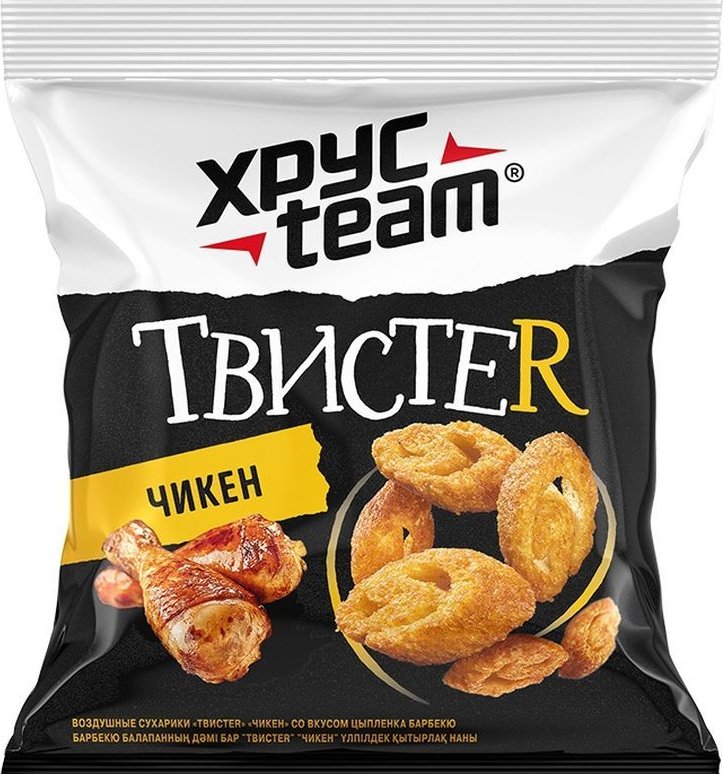 хрус
team®
ТВИСТЕR
ЧИКЕН
ВОЗДУШНЫЕ СУХАРИКИ «ТВИСТЕR» «ЧИКЕН» СО ВКУСОМ ЦЫПЛЕНКА БАРБЕКЮ
БАРБЕКЮ БАЛАПАННЫҢ ДӘМІ БАР "ТВИСТЕR" "ЧИКЕН" ҮЛПІЛДЕК ҚЫТЫРЛАҚ НАНЫ